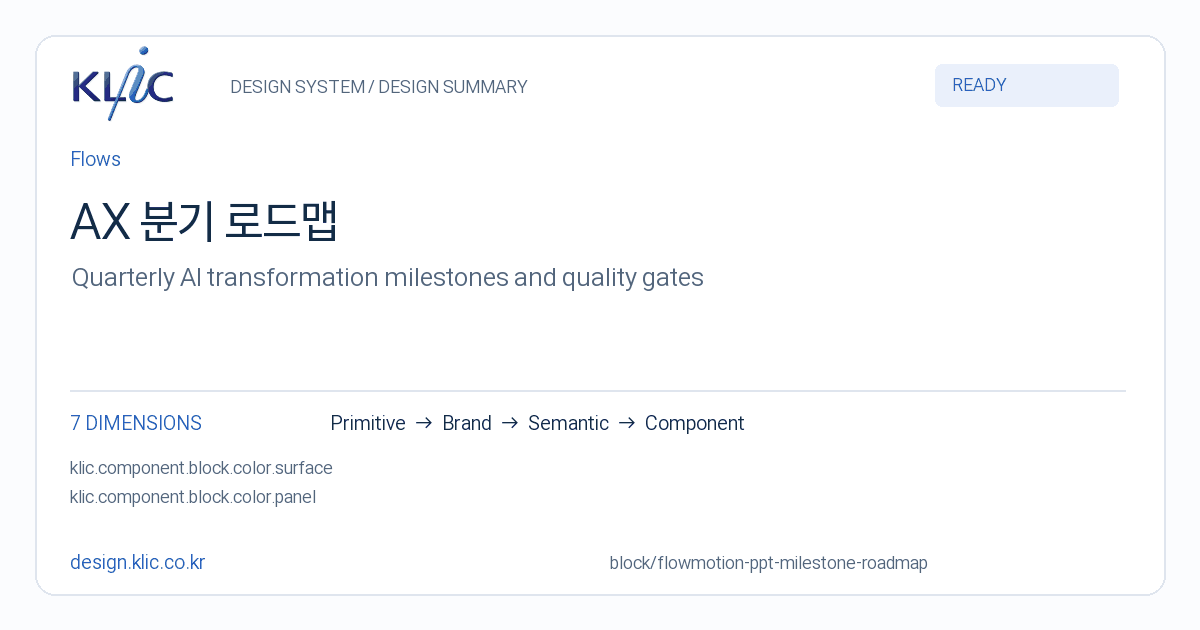 KLiC
DESIGN SYSTEM / DESIGN SUMMARY
READY
Flows
AX 분기 로드맵
Quarterly AI transformation milestones and quality gates
7 DIMENSIONS
Primitive → Brand → Semantic → Component
klic.component.block.color.surface
klic.component.block.color.panel
design.klic.co.kr
block/flowmotion-ppt-milestone-roadmap